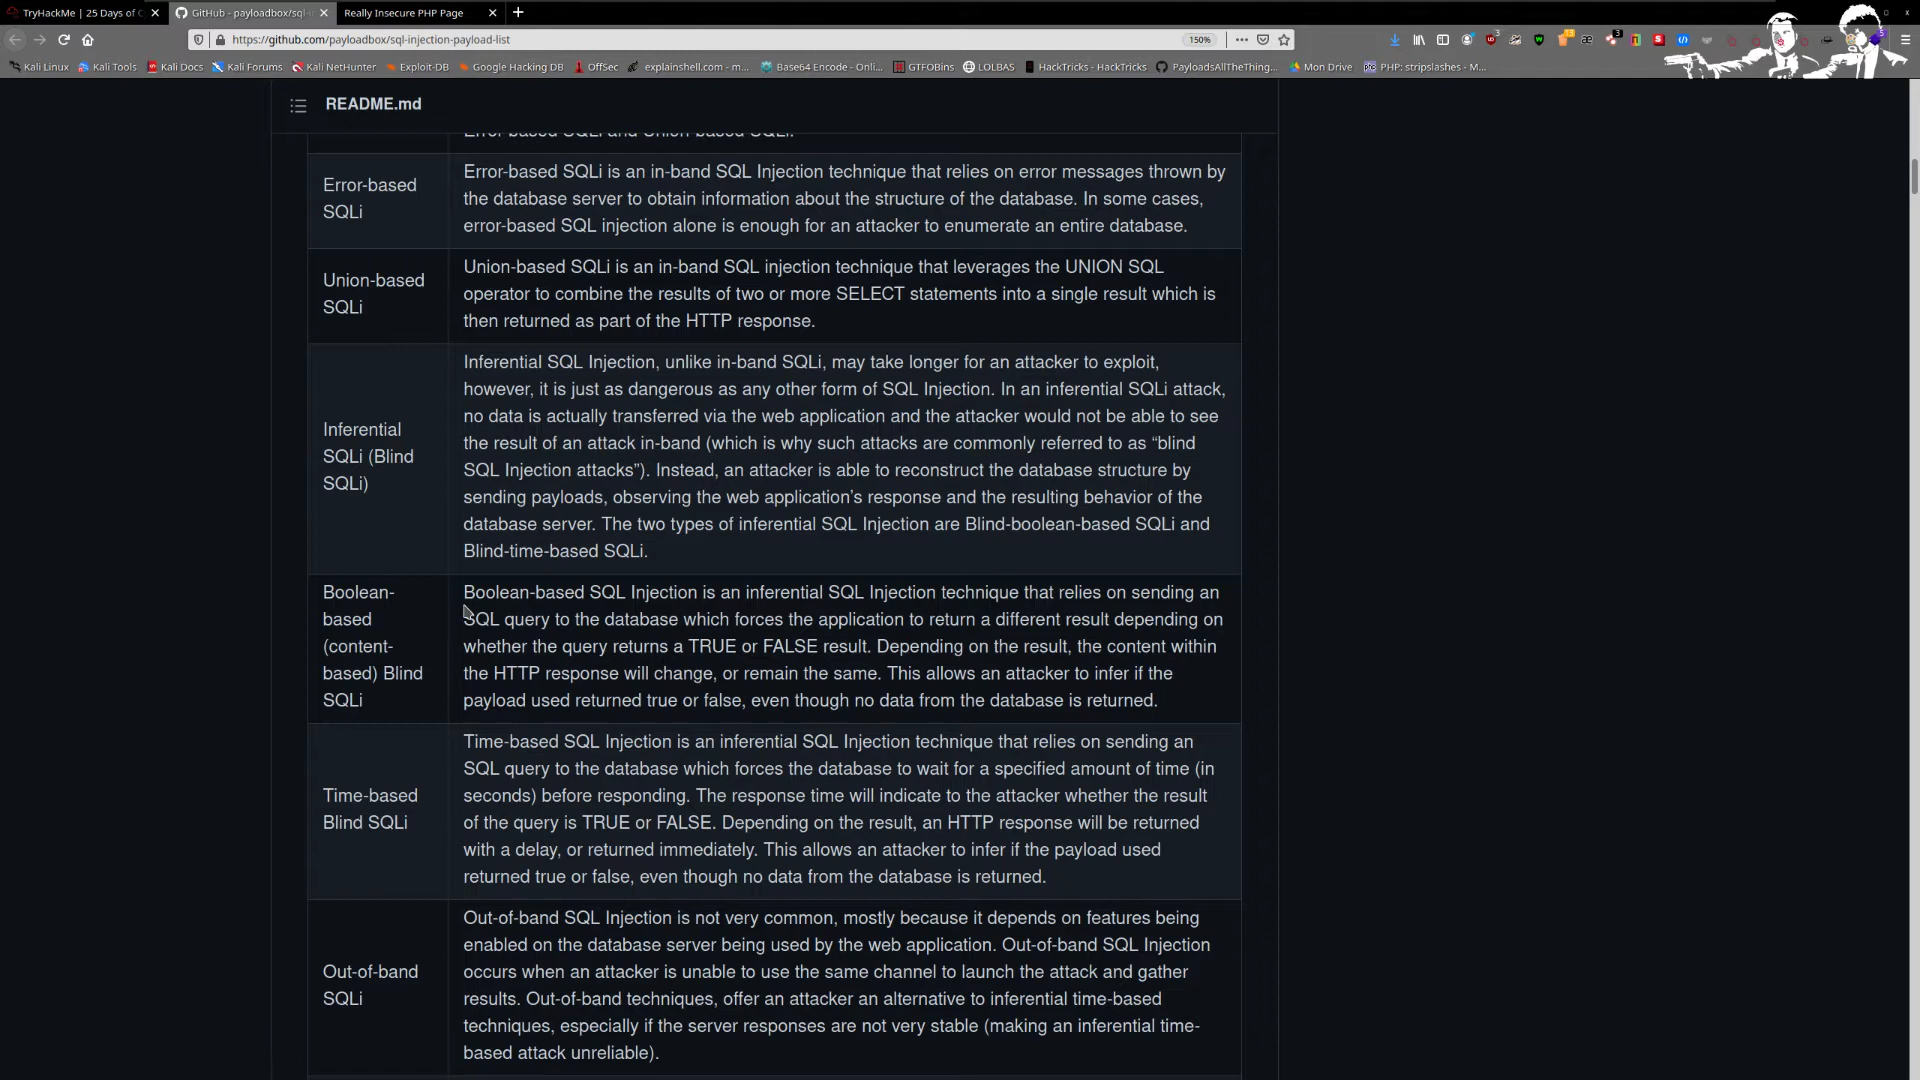 TryHackMe | 25 Days of C
GitHub - payloadbox/sql-i
Really Insecure PHP Page
https://github.com/payloadbox/sql-injection-payload-list
150%
Kali Linux
Kali Tools
Kali Docs
Kali Forums
Kali NetHunter
Exploit-DB
Google Hacking DB
OffSec
explainshell.com - m...
Base64 Encode - Onli...
GTFOBins
LOLBAS
HackTricks - HackTricks
PayloadsAllTheThing...
Mon Drive
PHP: stripslashes - M...
README.md
Error-based SQLi and Union-based SQLi.
Error-based
SQLi
Error-based SQLi is an in-band SQL Injection technique that relies on error messages thrown by
the database server to obtain information about the structure of the database. In some cases,
error-based SQL injection alone is enough for an attacker to enumerate an entire database.
Union-based
SQLi
Union-based SQLi is an in-band SQL injection technique that leverages the UNION SQL
operator to combine the results of two or more SELECT statements into a single result which is
then returned as part of the HTTP response.
Inferential
SQLi (Blind
SQLi)
Inferential SQL Injection, unlike in-band SQLi, may take longer for an attacker to exploit,
however, it is just as dangerous as any other form of SQL Injection. In an inferential SQLi attack,
no data is actually transferred via the web application and the attacker would not be able to see
the result of an attack in-band (which is why such attacks are commonly referred to as “blind
SQL Injection attacks”). Instead, an attacker is able to reconstruct the database structure by
sending payloads, observing the web application’s response and the resulting behavior of the
database server. The two types of inferential SQL Injection are Blind-boolean-based SQLi and
Blind-time-based SQLi.
Boolean-
based
(content-
based) Blind
SQLi
Boolean-based SQL Injection is an inferential SQL Injection technique that relies on sending an
SQL query to the database which forces the application to return a different result depending on
whether the query returns a TRUE or FALSE result. Depending on the result, the content within
the HTTP response will change, or remain the same. This allows an attacker to infer if the
payload used returned true or false, even though no data from the database is returned.
Time-based
Blind SQLi
Time-based SQL Injection is an inferential SQL Injection technique that relies on sending an
SQL query to the database which forces the database to wait for a specified amount of time (in
seconds) before responding. The response time will indicate to the attacker whether the result
of the query is TRUE or FALSE. Depending on the result, an HTTP response will be returned
with a delay, or returned immediately. This allows an attacker to infer if the payload used
returned true or false, even though no data from the database is returned.
Out-of-band
SQLi
Out-of-band SQL Injection is not very common, mostly because it depends on features being
enabled on the database server being used by the web application. Out-of-band SQL Injection
occurs when an attacker is unable to use the same channel to launch the attack and gather
results. Out-of-band techniques, offer an attacker an alternative to inferential time-based
techniques, especially if the server responses are not very stable (making an inferential time-
based attack unreliable).